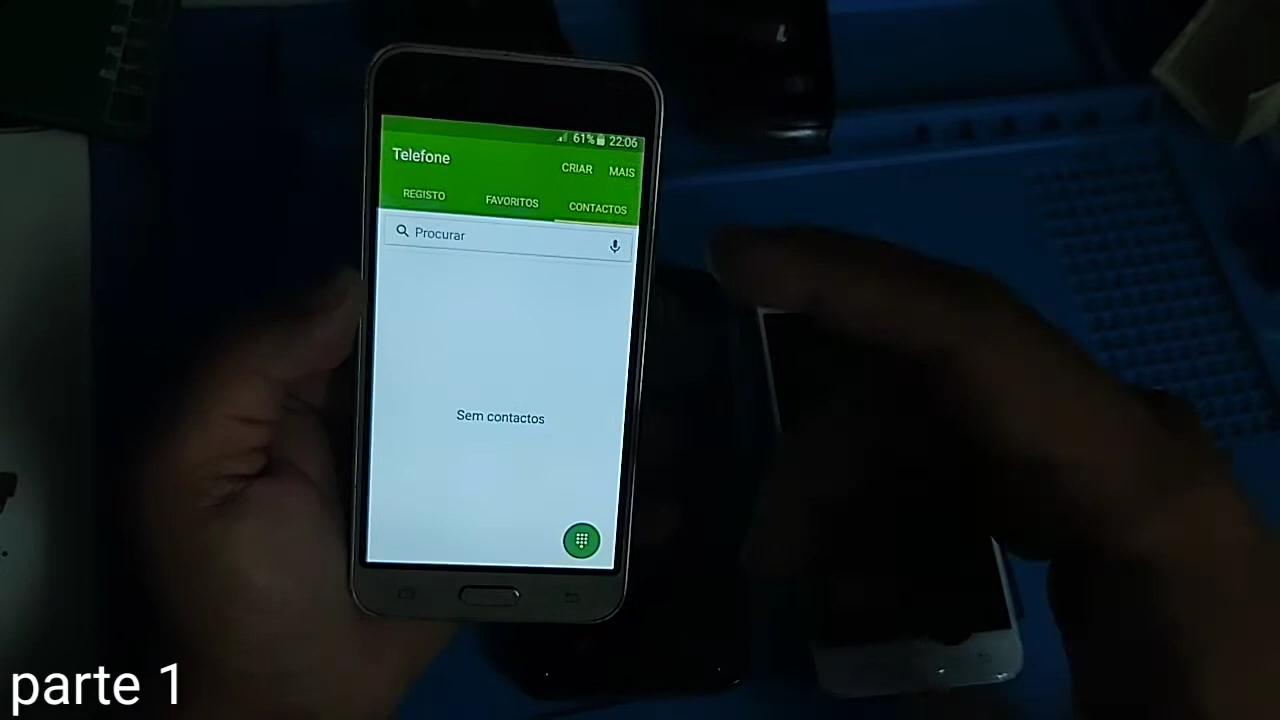 61% 22:06
Telefone
CRIAR MAIS
REGISTO FAVORITOS CONTACTOS
Procurar
Sem contactos
parte 1